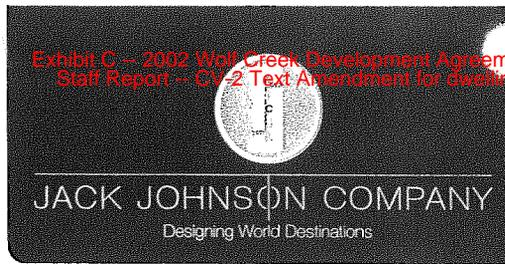 Exhibit C -- 2002 Wolf Creek Development Agreem
Staff Report -- CV-2 Text Amendment for dwellin
JACK JOHNSON COMPANY
Designing World Destinations